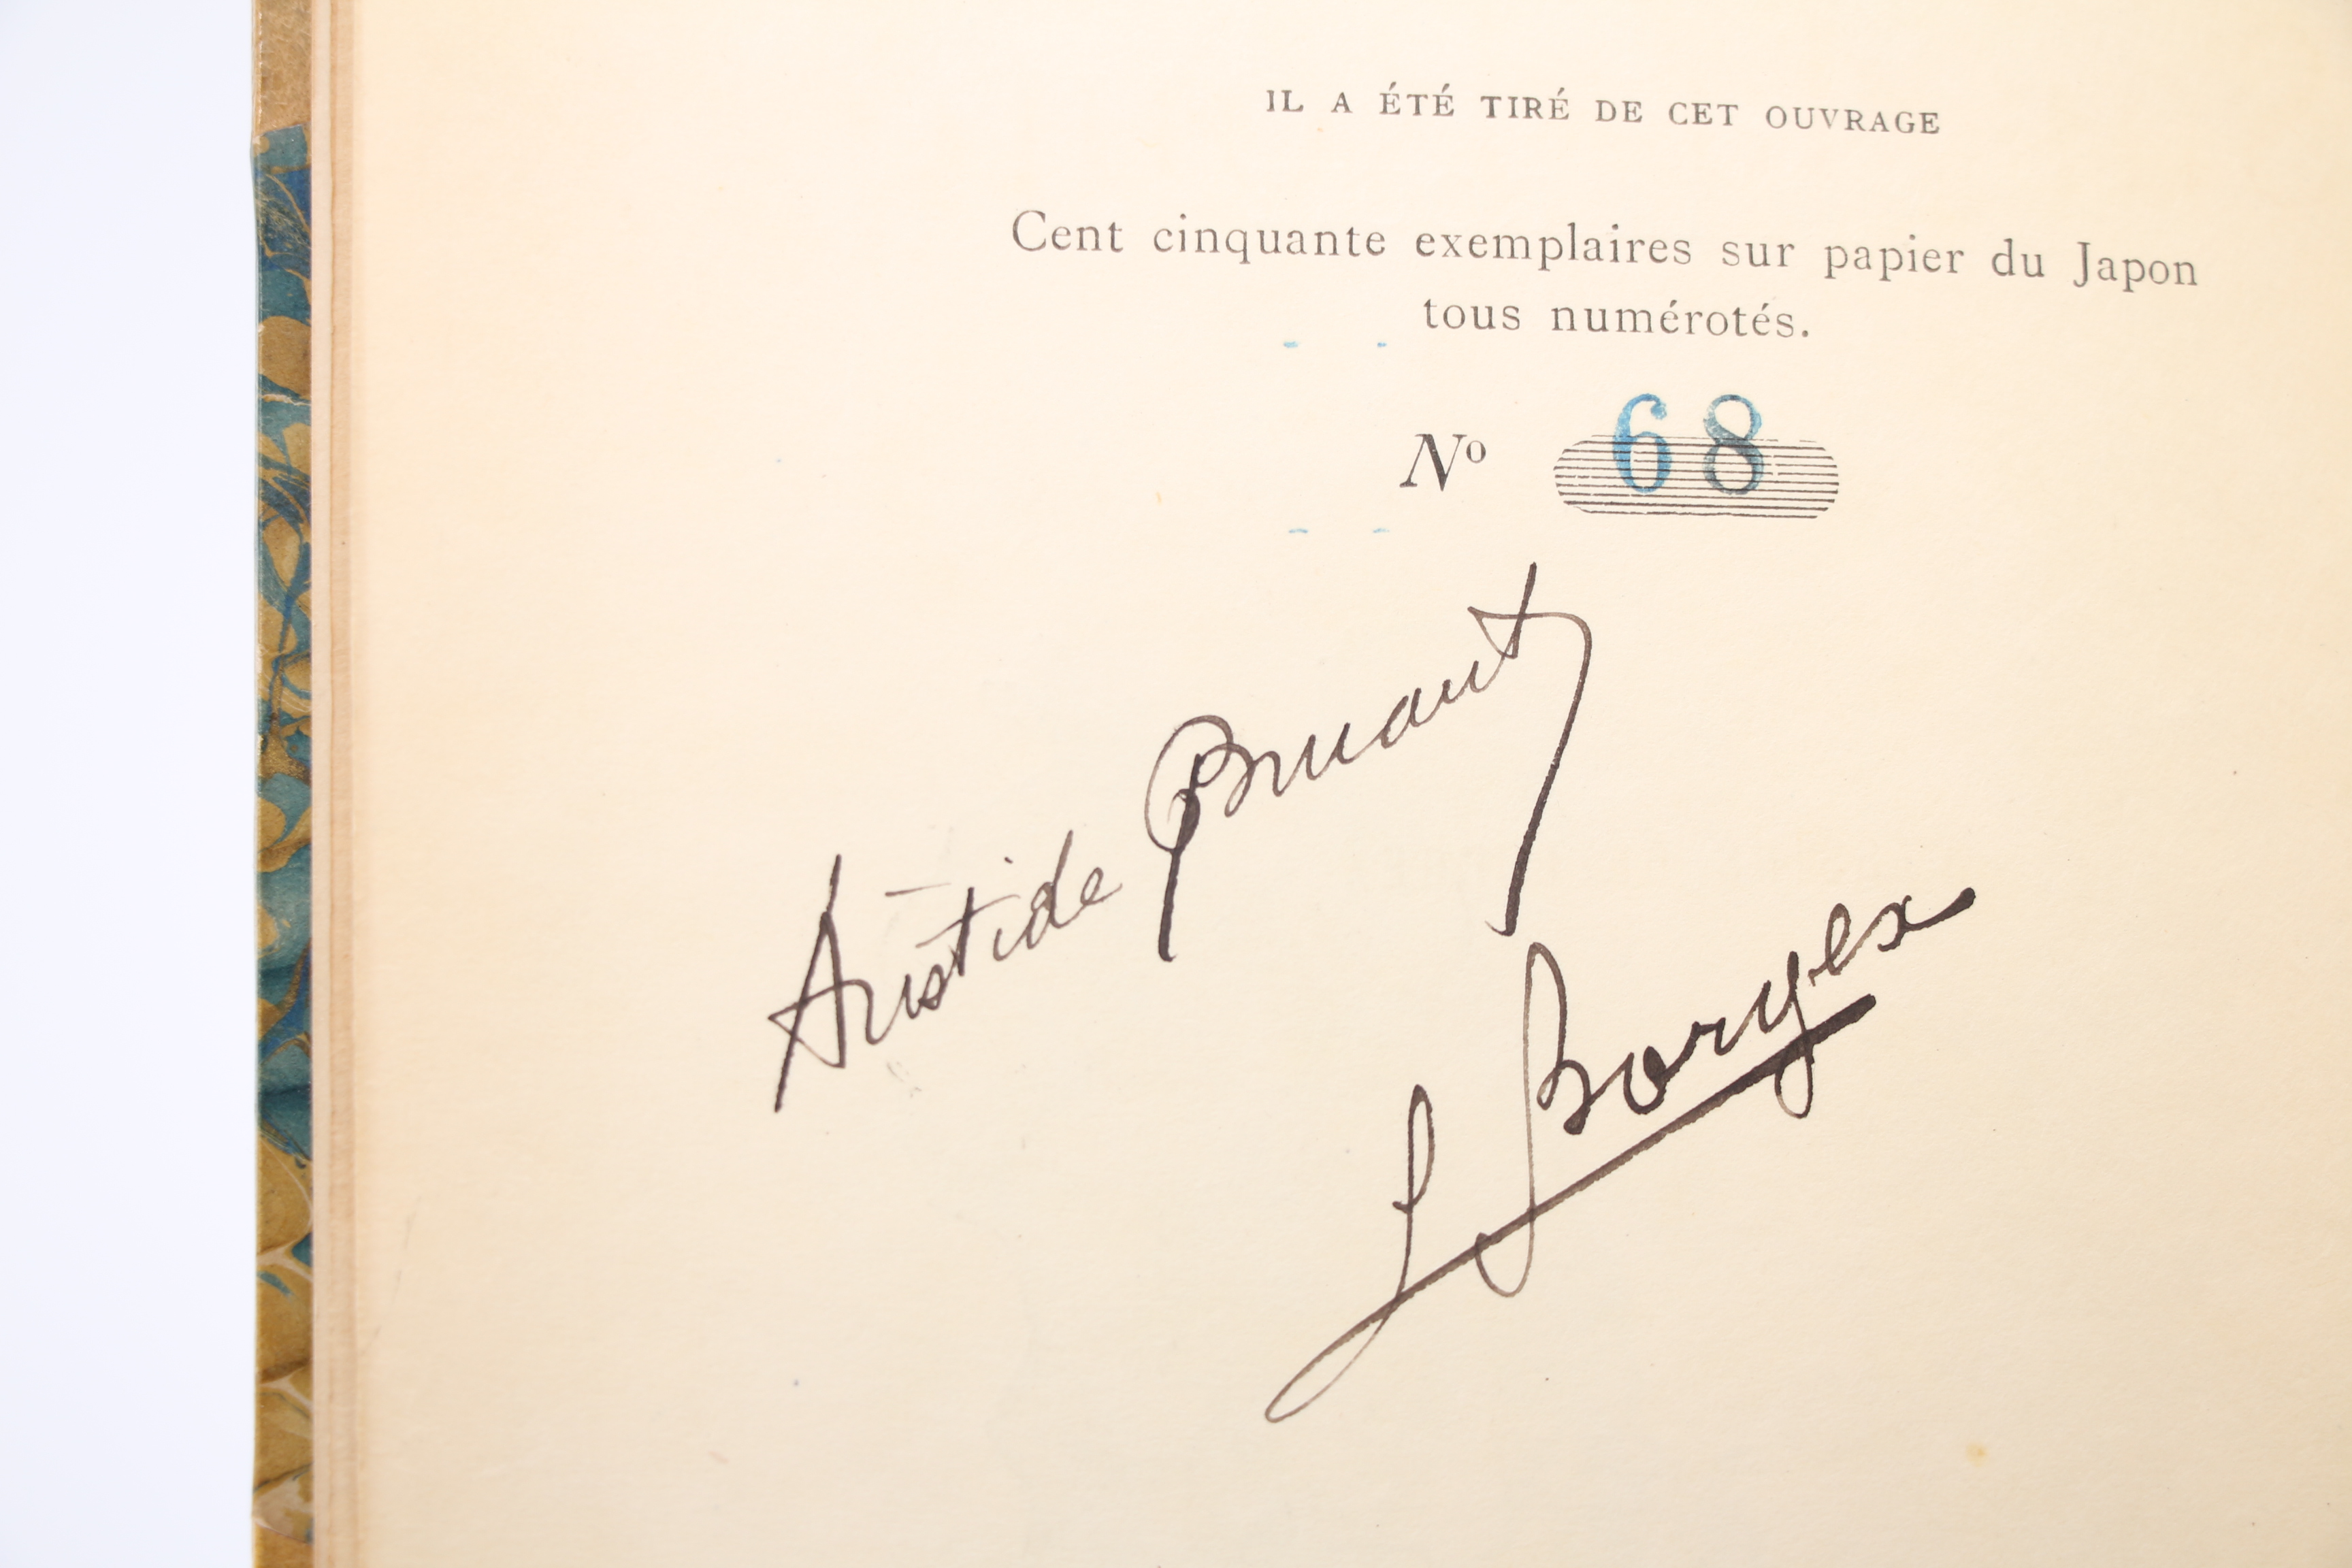 IL A ÉTÉ TIRÉ DE CET OUVRAGE
Cent cinquante exemplaires sur papier du Japon
tous numérotés.
Nº 68
Aristide Bruant
L Borgex